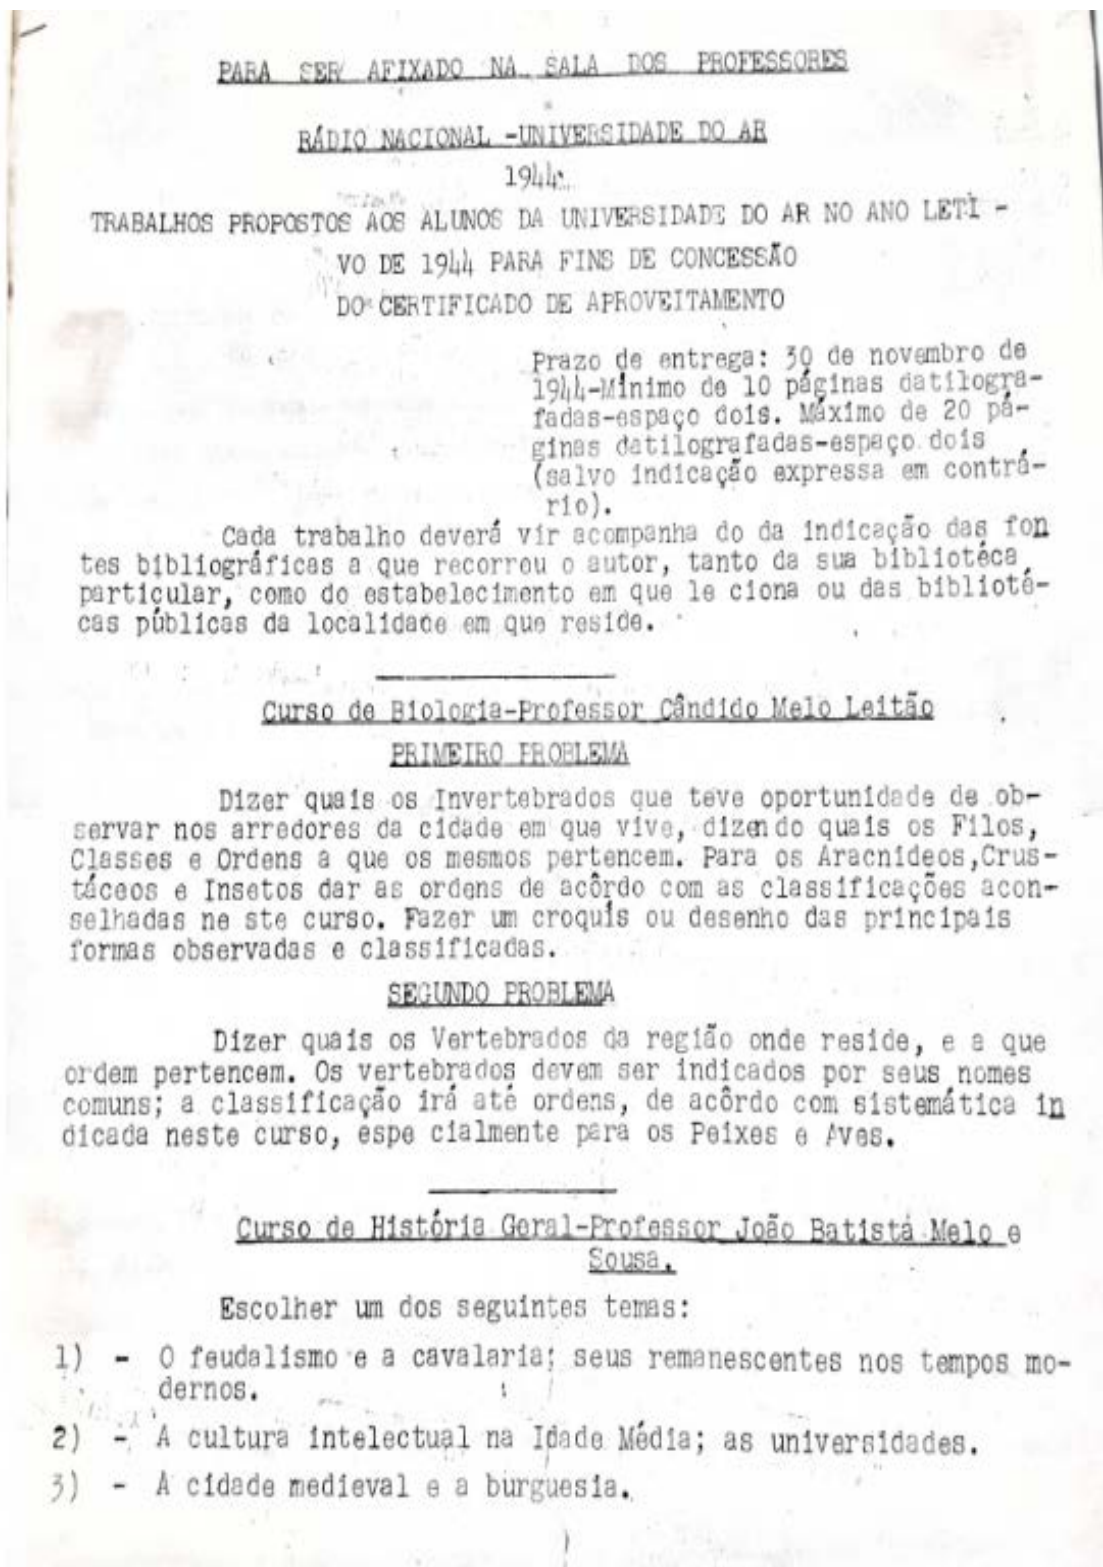 PARA SER AFIXADO NA SALA DOS PROFESSORES
RÁDIO NACIONAL -UNIVERSIDADE DO AR
1944.
TRABALHOS PROPOSTOS AOS ALUNOS DA UNIVERSIDADE DO AR NO ANO LETI -
VO DE 1944 PARA FINS DE CONCESSÃO
DO CERTIFICADO DE APROVEITAMENTO
Prazo de entrega: 30 de novembro de
1944-Mínimo de 10 páginas datilogra-
fadas-espaço dois. Máximo de 20 pá-
ginas datilografadas-espaço dois ,
(salvo indicação expressa em contrá-
rio).
Cada trabalho deverá vir acompanha do da indicação das fon
tes bibliográficas a que recorreu o autor, tanto da sua bibliotéca
particular, como do estabelecimento em que le ciona ou das biblioté-
cas públicas da localidade em que reside.
Curso de Biologia-Professor Cândido Melo Leitão
PRIMEIRO PROBLEMA
Dizer quais os Invertebrados que teve oportunidade de ob-
servar nos arredores da cidade em que vive, dizendo quais os Filos,
Classes e Ordens a que os mesmos pertencem. Para os Aracnídeos,Crus-
táceos e Insetos dar as ordens de acôrdo com as classificações acon-
selhadas ne ste curso. Fazer um croquis ou desenho das principais
formas observadas e classificadas.
SEGUNDO PROBLEMA
Dizer quais os Vertebrados da região onde reside, e a que
ordem pertencem. Os vertebrados devem ser indicados por seus nomes
comuns; a classificação irá até ordens, de acôrdo com sistemática in
dicada neste curso, espe cialmente para os Peixes e Aves.
Curso de História Geral-Professor João Batista Melo e
Sousa.
Escolher um dos seguintes temas:
1) - O feudalismo e a cavalaria; seus remanescentes nos tempos mo-
dernos.
2) - A cultura intelectual na Idade Média; as universidades.
3) - A cidade medieval e a burguesia.